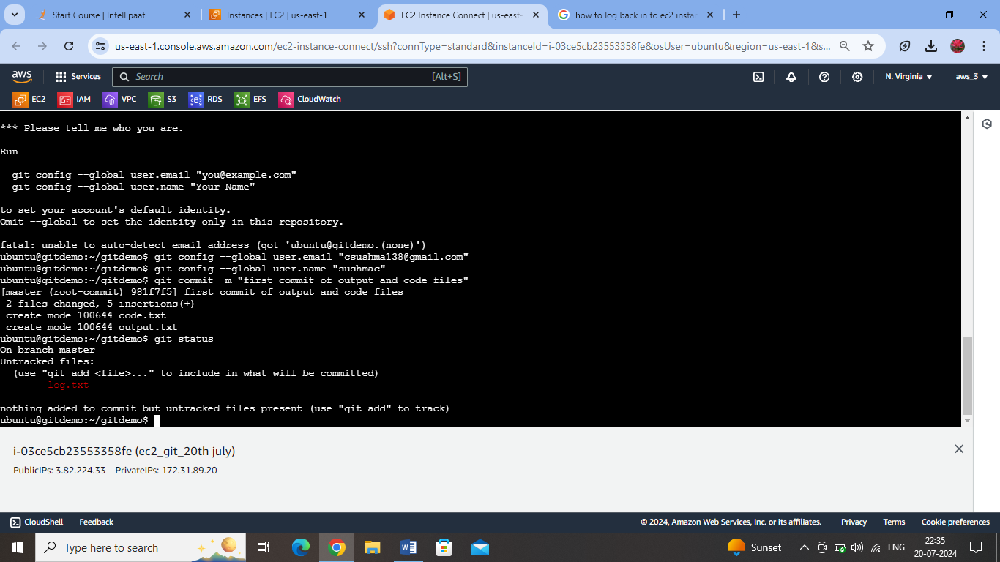 Start Course | Intellipaat
Instances | EC2 | us-east-1
EC2 Instance Connect | us-east-
how to log back in to ec2 instan
us-east-1.console.aws.amazon.com/ec2-instance-connect/ssh?connType=standard&instanceId=i-03ce5cb23553358fe&osUser=ubuntu&region=us-east-1&s...
aws
Services
Search
[Alt+S]
N. Virginia
aws_3
EC2
IAM
VPC
S3
RDS
EFS
CloudWatch
*** Please tell me who you are.
Run
git config --global user.email "you@example.com"
git config --global user.name "Your Name"
to set your account's default identity.
Omit --global to set the identity only in this repository.
fatal: unable to auto-detect email address (got 'ubuntu@gitdemo.(none)')
ubuntu@gitdemo:~/gitdemo$ git config --global user.email "csushma138@gmail.com"
ubuntu@gitdemo:~/gitdemo$ git config --global user.name "sushmac"
ubuntu@gitdemo:~/gitdemo$ git commit -m "first commit of output and code files"
[master (root-commit) 981f7f5] first commit of output and code files
2 files changed, 5 insertions(+)
create mode 100644 code.txt
create mode 100644 output.txt
ubuntu@gitdemo:~/gitdemo$ git status
On branch master
Untracked files:
(use "git add <file>..." to include in what will be committed)
log.txt
nothing added to commit but untracked files present (use "git add" to track)
ubuntu@gitdemo:~/gitdemo$
i-03ce5cb23553358fe (ec2_git_20th july)
PublicIPs: 3.82.224.33 PrivateIPs: 172.31.89.20
CloudShell
Feedback
© 2024, Amazon Web Services, Inc. or its affiliates.
Privacy
Terms
Cookie preferences
Type here to search
Sunset
ENG
22:35
20-07-2024